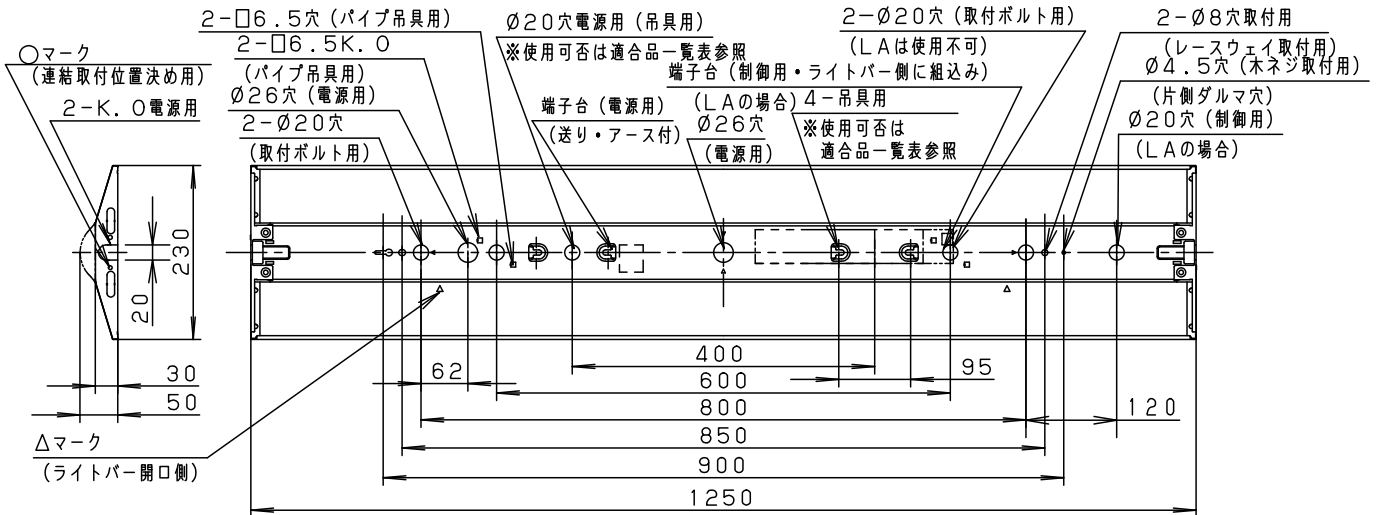 ○マーク
(連結取付位置決め用)
2-K.O電源用
2-□6.5穴(パイプ吊具用)
2-□6.5K.O
(パイプ吊具用)
Ø26穴(電源用)
2-Ø20穴
(取付ボルト用)
Ø20穴電源用(吊具用)
※使用可否は適合品一覧表参照
端子台(電源用)
(送り・アース付)
2-Ø20穴(取付ボルト用)
(LAは使用不可)
端子台(制御用・ライトバー側に組込み)
(LAの場合)
Ø26穴
(電源用)
4-吊具用
※使用可否は
適合品一覧表参照
2-Ø8穴取付用
(レースウェイ取付用)
Ø4.5穴(木ネジ取付用)
(片側ダルマ穴)
Ø20穴(制御用)
(LAの場合)
230
20
30
50
△マーク
(ライトバー開口側)
400
62
95
600
800
120
850
900
1250